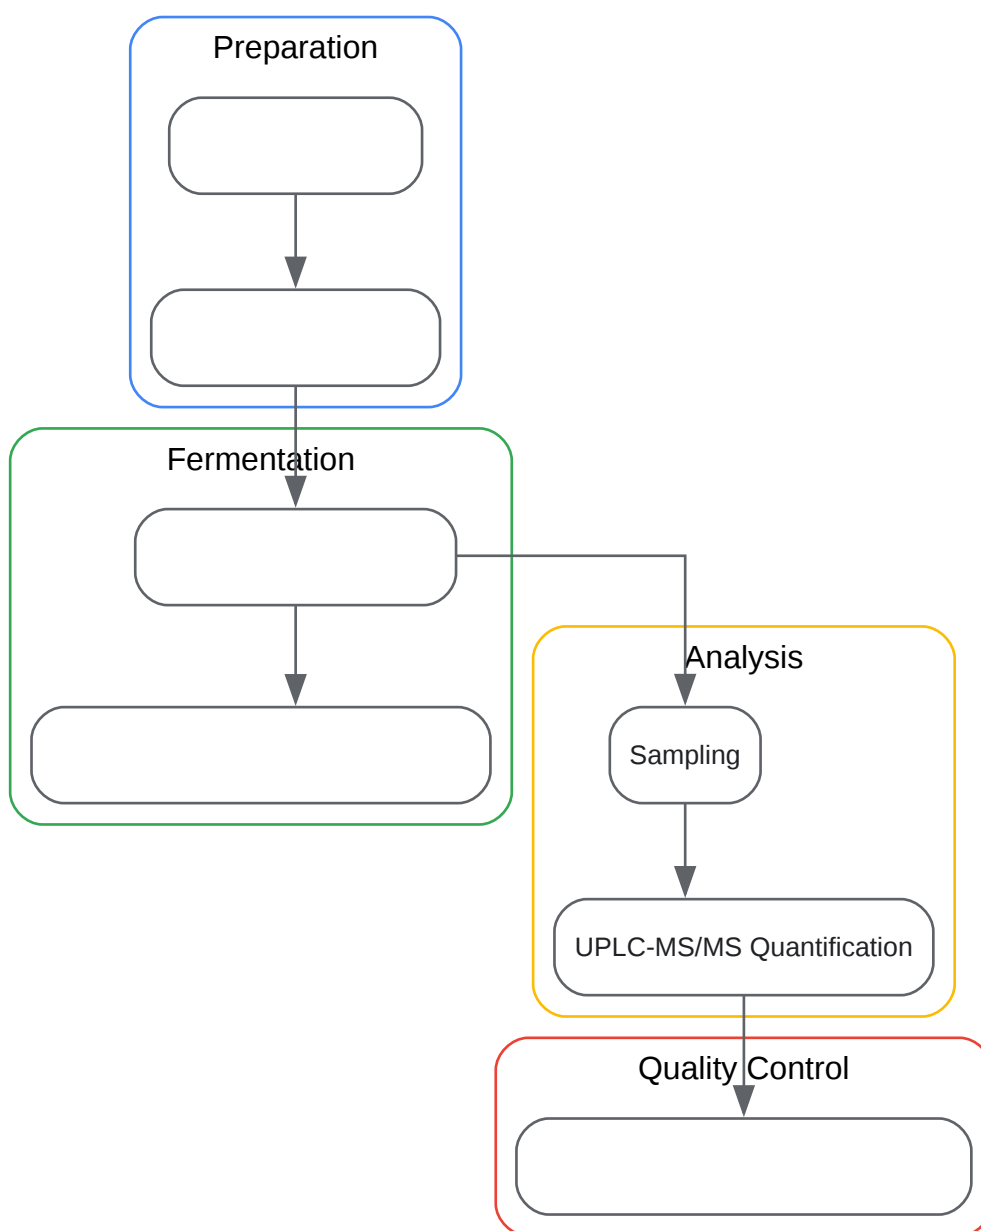 Preparation
Fermentation
Analysis
Sampling
UPLC-MS/MS Quantification
Quality Control